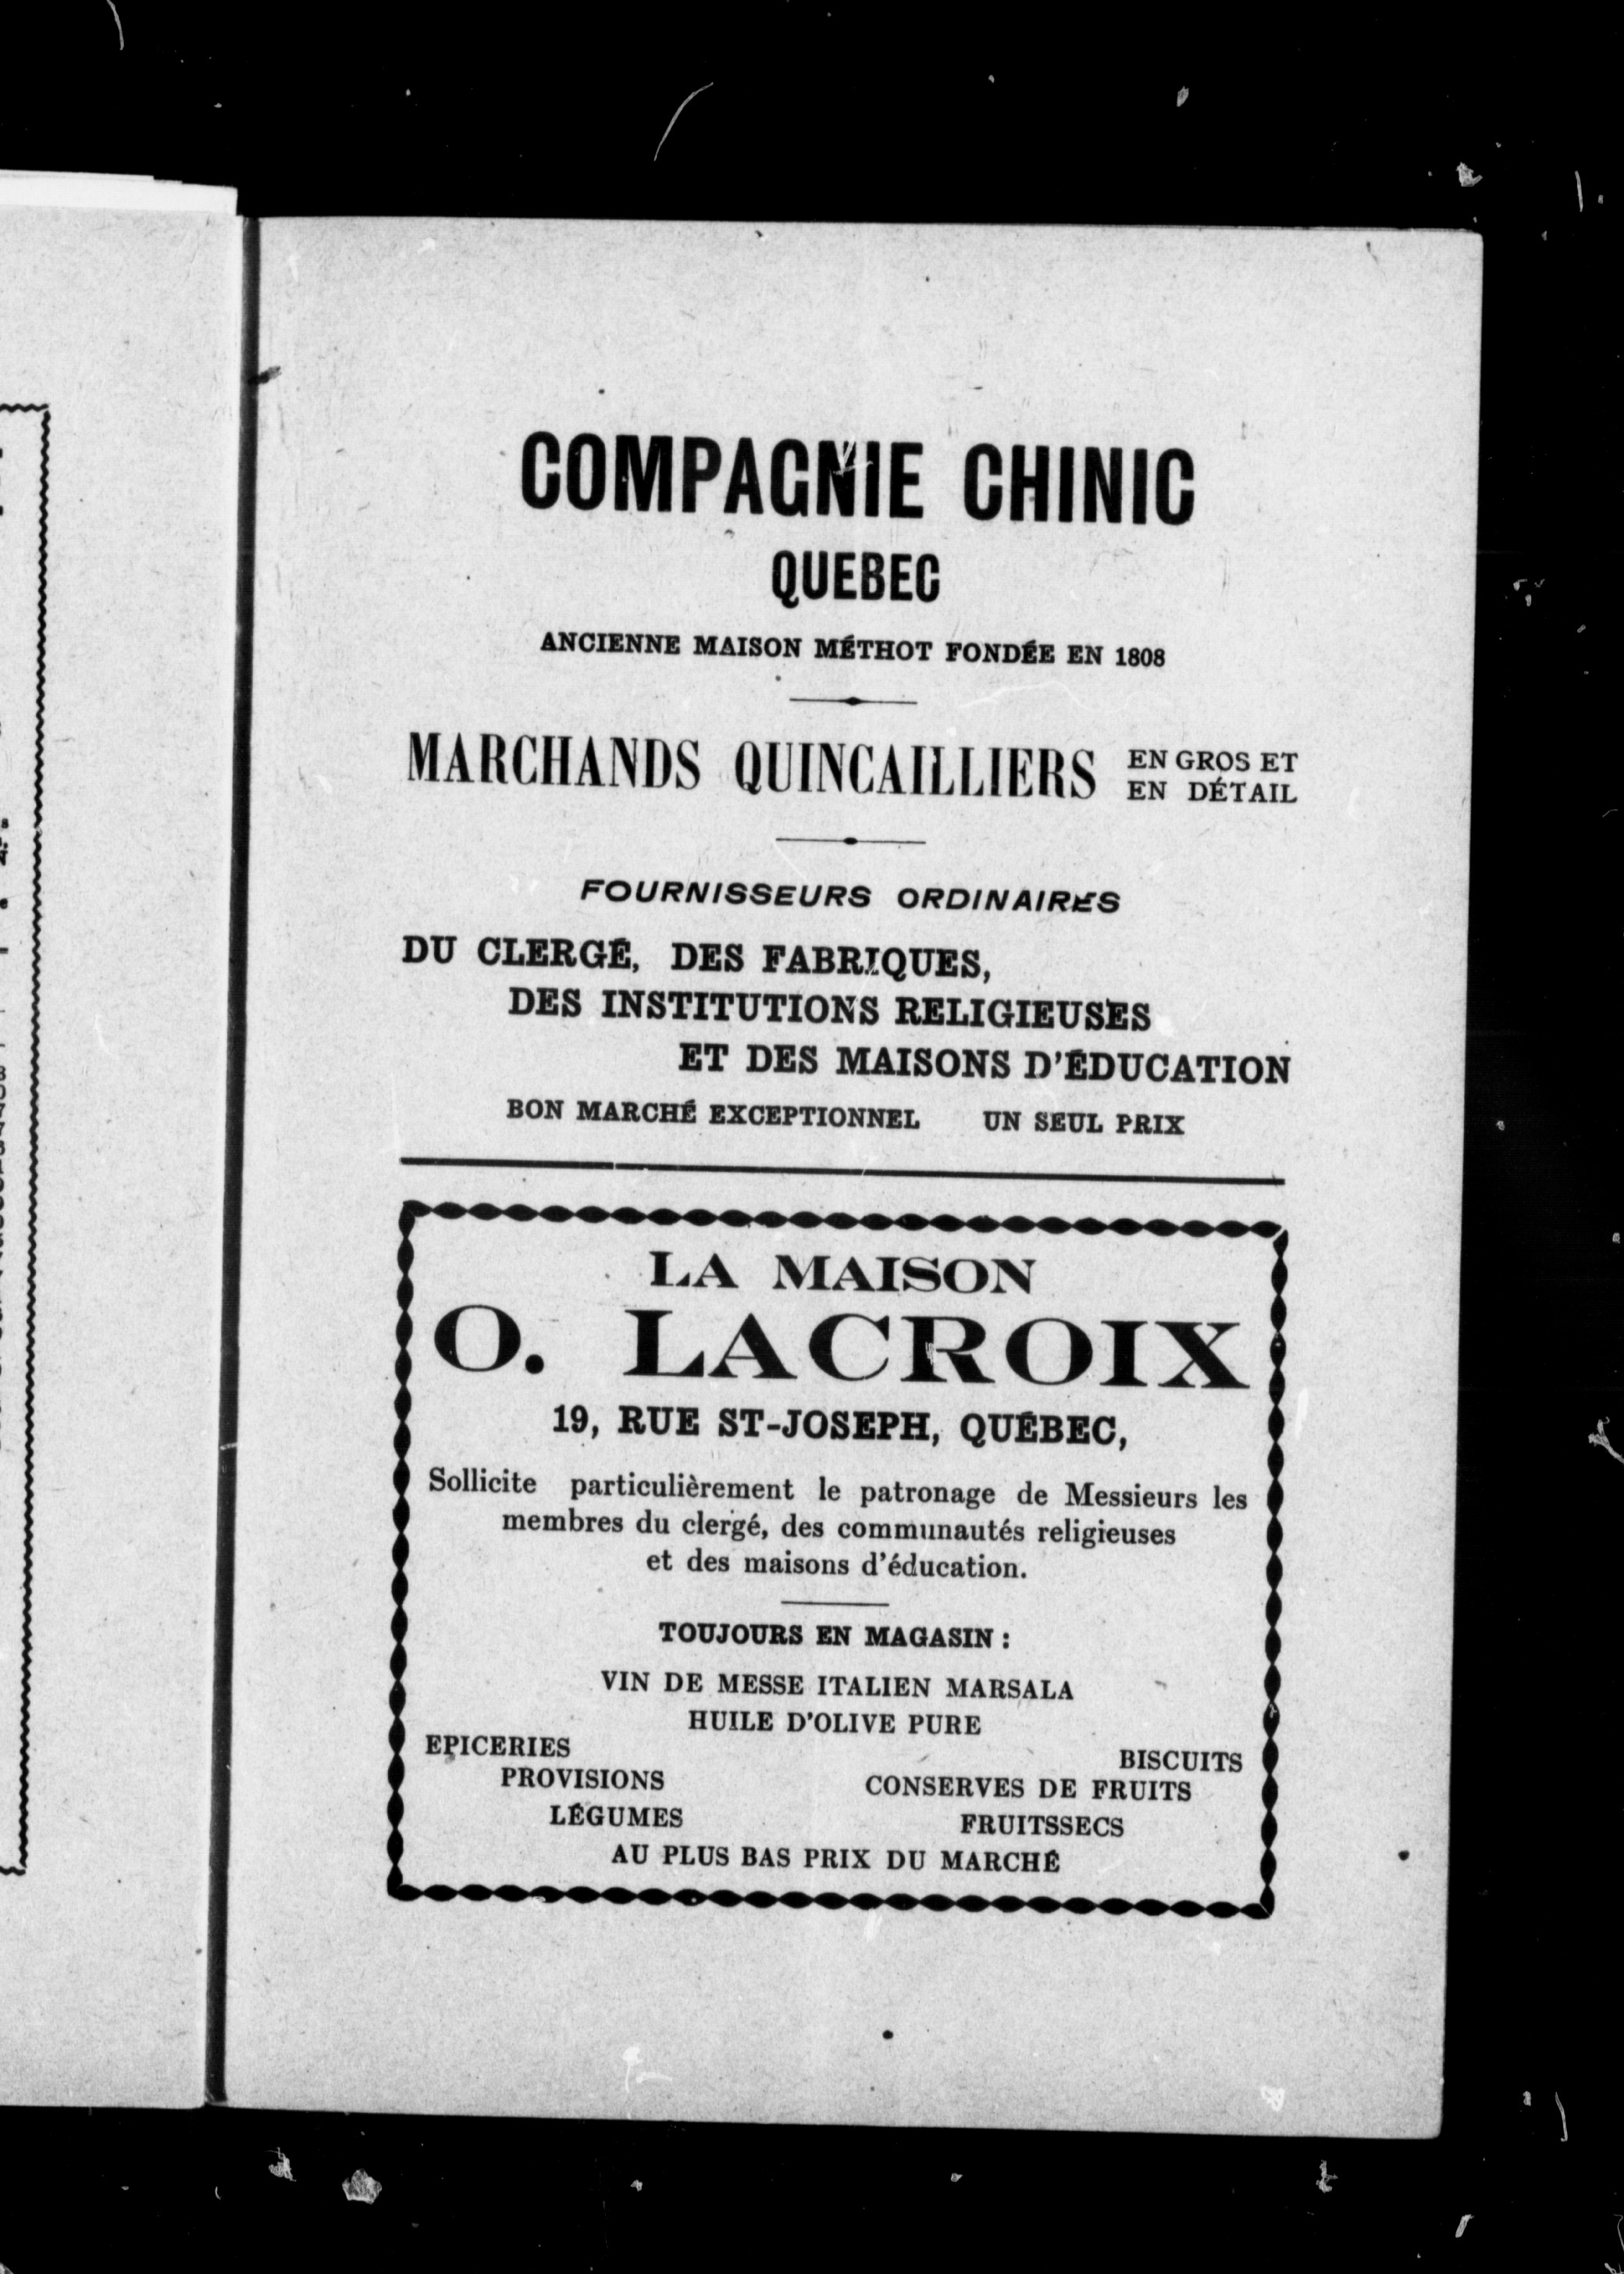 COMPAGNIE CHINIC
QUEBEC
ANCIENNE MAISON MÉTHOT FONDÉE EN 1808
MARCHANDS QUINCAILLIERS EN GROS ET
EN DÉTAIL
FOURNISSEURS ORDINAIRES
DU CLERGÉ, DES FABRIQUES,
DES INSTITUTIONS RELIGIEUSES
ET DES MAISONS D'ÉDUCATION
BON MARCHÉ EXCEPTIONNEL UN SEUL PRIX
LA MAISON
O. LACROIX
19, RUE ST-JOSEPH, QUÉBEC,
Sollicite particulièrement le patronage de Messieurs les
membres du clergé, des communautés religieuses
et des maisons d'éducation.
TOUJOURS EN MAGASIN :
VIN DE MESSE ITALIEN MARSALA
HUILE D'OLIVE PURE
EPICERIES BISCUITS
PROVISIONS CONSERVES DE FRUITS
LÉGUMES FRUITSSECS
AU PLUS BAS PRIX DU MARCHÉ